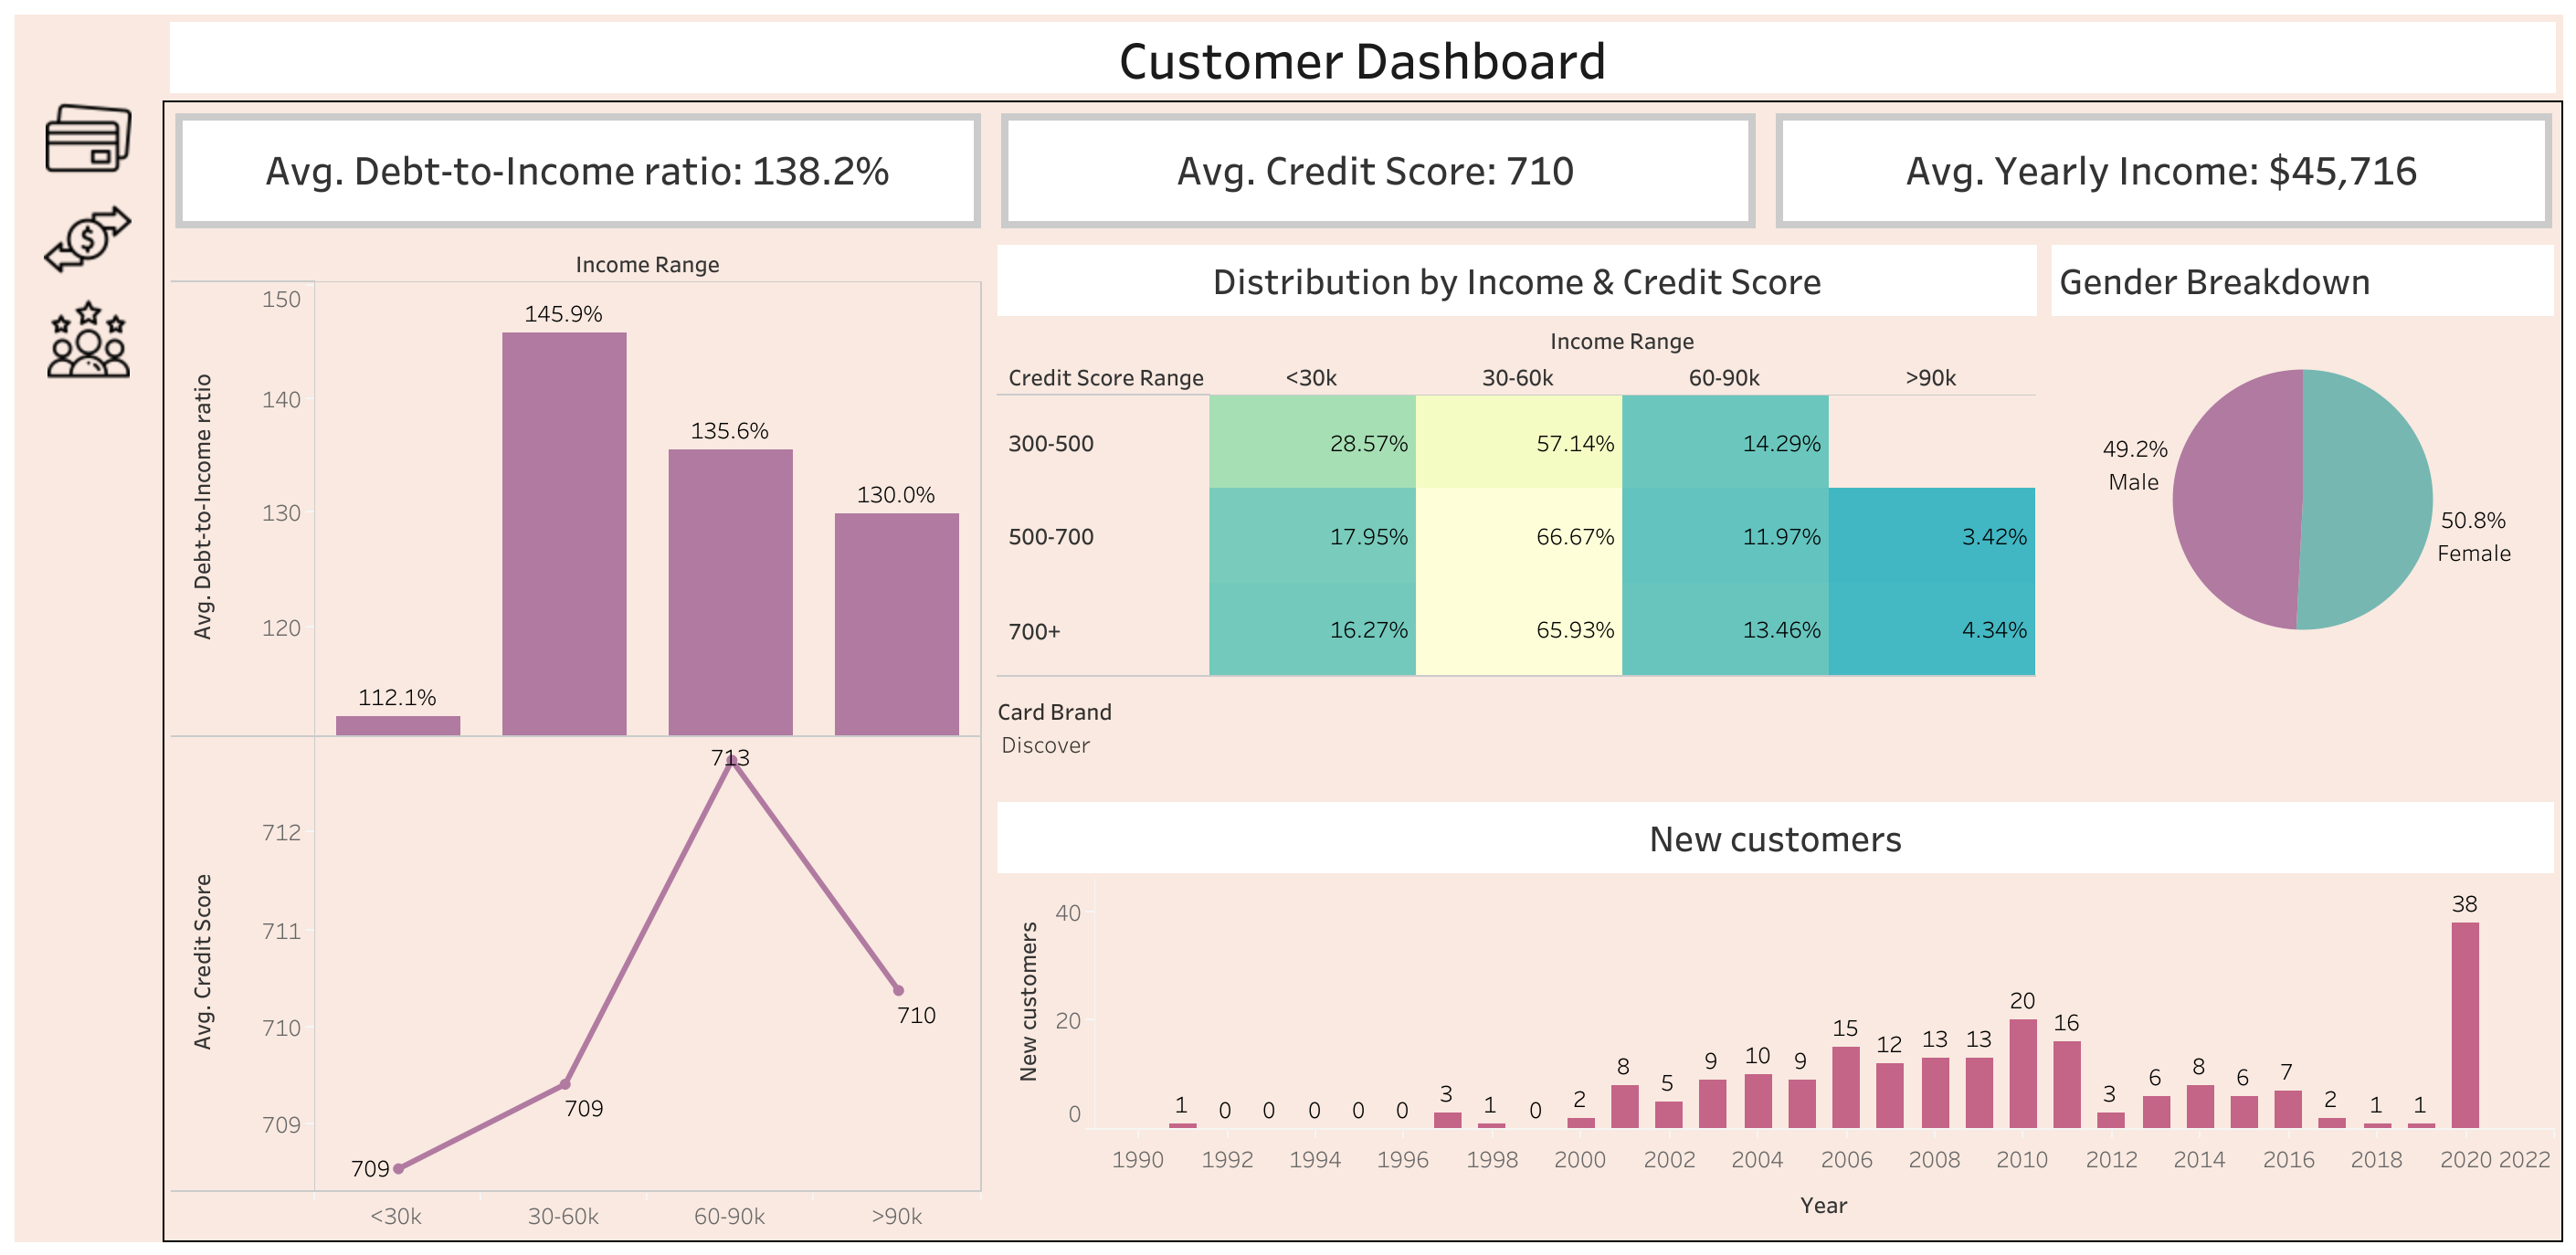 Customer Dashboard
Avg. Debt-to-Income ratio: 138.2%
Avg. Credit Score: 710
Avg. Yearly Income: $45,716
Income Range
Avg. Debt-to-Income ratio
150
140
130
120
112.1%
145.9%
135.6%
130.0%
Avg. Credit Score
712
711
710
709
709
709
713
710
<30k 30-60k 60-90k >90k
Distribution by Income & Credit Score
Income Range
Credit Score Range <30k 30-60k 60-90k >90k
300-500 28.57% 57.14% 14.29%
500-700 17.95% 66.67% 11.97% 3.42%
700+ 16.27% 65.93% 13.46% 4.34%
Card Brand
Discover
Gender Breakdown
49.2%
Male
50.8%
Female
New customers
New customers
40
20
0
1 0 0 0 0 0 3 1 0 2 8 5 9 10 9 15 12 13 13 20 16 3 6 8 6 7 2 1 1 38
1990 1992 1994 1996 1998 2000 2002 2004 2006 2008 2010 2012 2014 2016 2018 2020 2022
Year